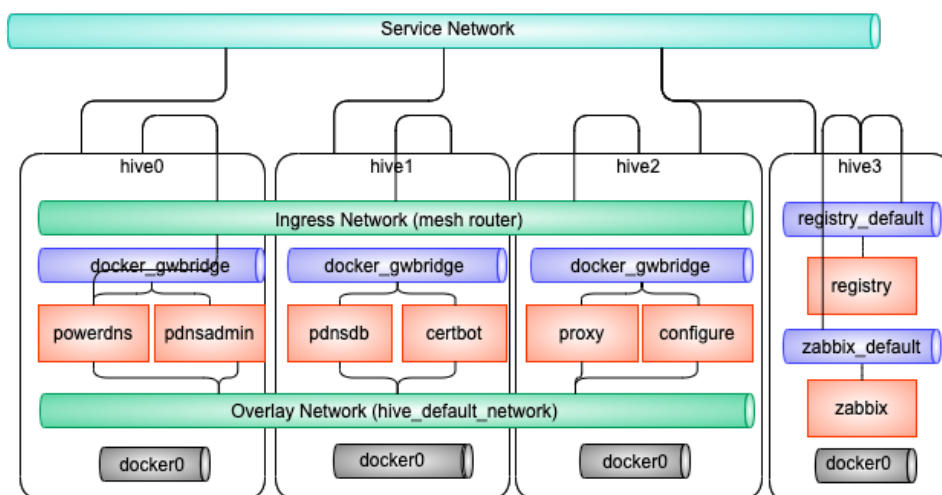 Service Network
hive0
hive1
hive2
hive3
Ingress Network (mesh router)
registry_default
docker_gwbridge
docker_gwbridge
docker_gwbridge
registry
powerdns
pdnsadmin
pdnsdb
certbot
proxy
configure
zabbix_default
Overlay Network (hive_default_network)
zabbix
docker0
docker0
docker0
docker0